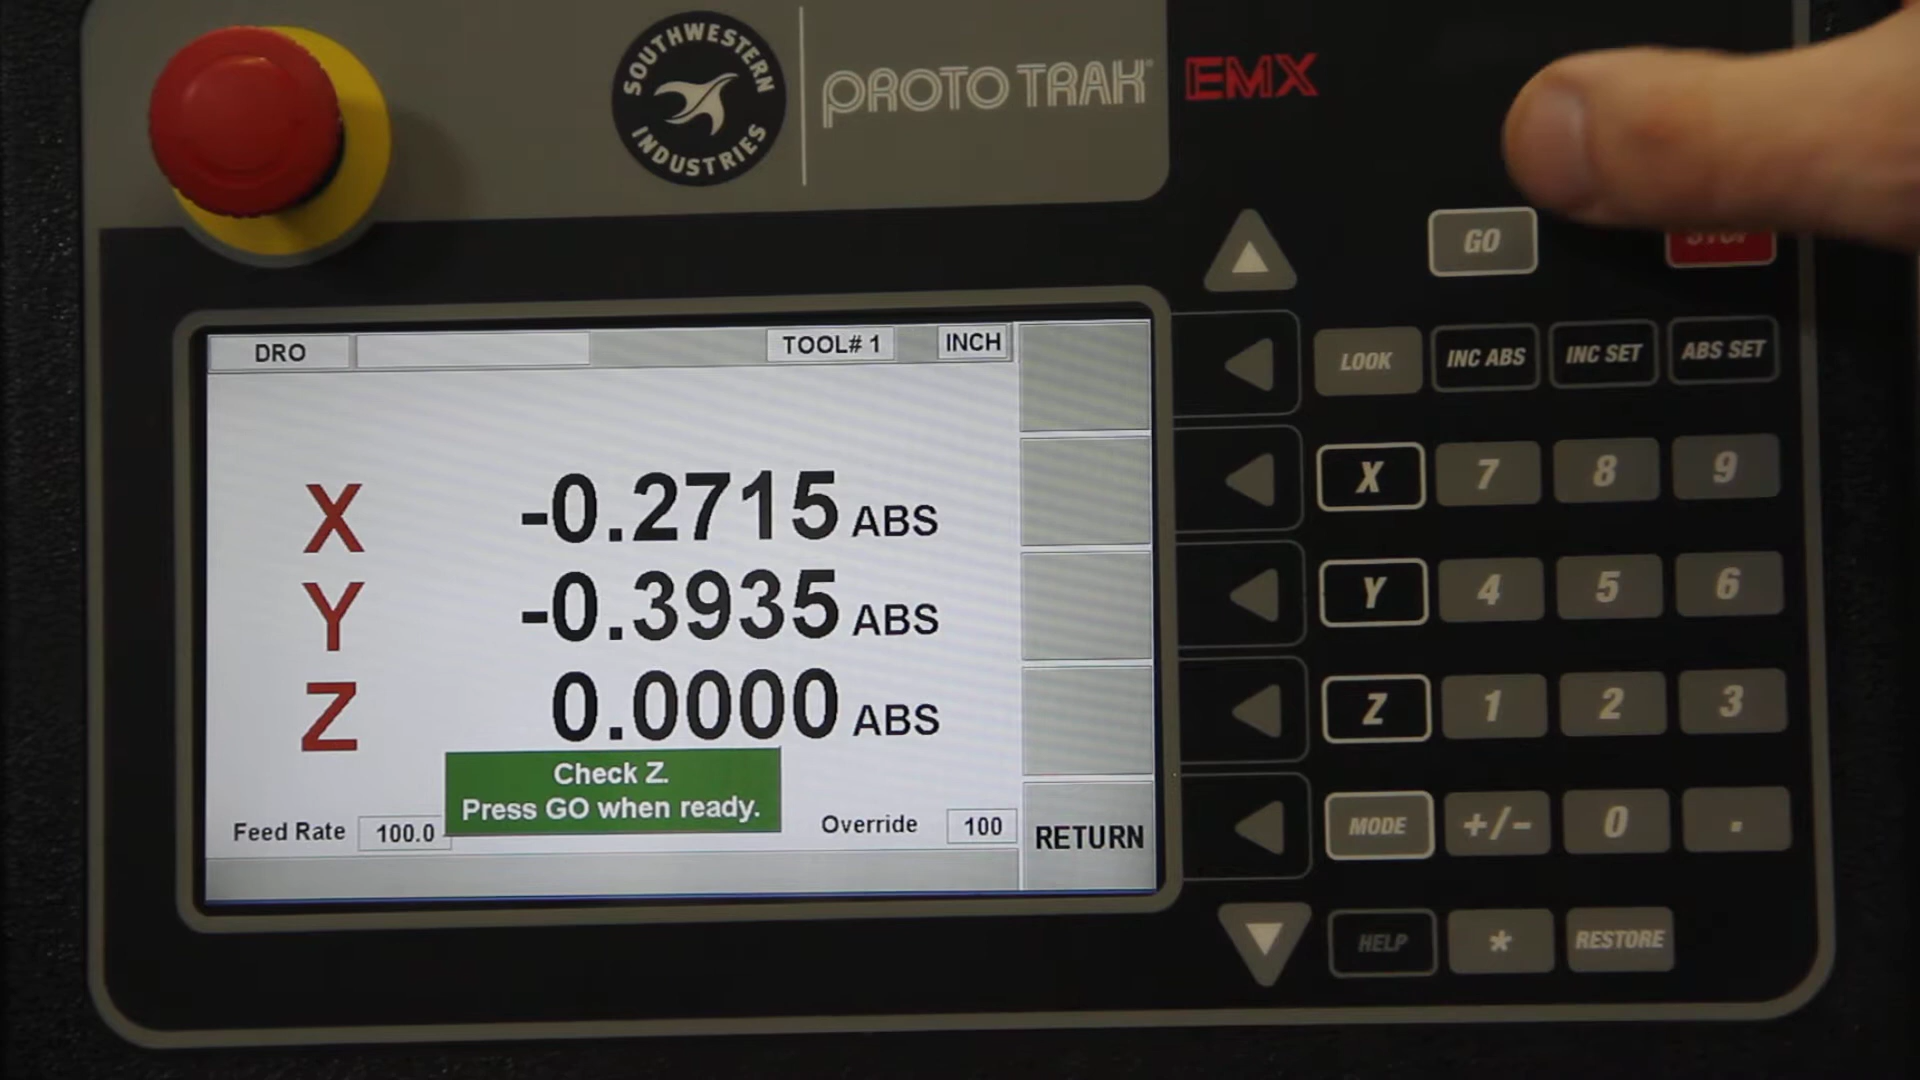 SOUTHWESTERN
INDUSTRIES
PROTOTRAK® EMX
GO
STOP
DRO
TOOL# 1
INCH
LOOK
INC ABS
INC SET
ABS SET
X -0.2715 ABS
X
7
8
9
Y -0.3935 ABS
Y
4
5
6
Z 0.0000 ABS
Z
1
2
3
Check Z.
Press GO when ready.
Feed Rate 100.0
Override 100
RETURN
MODE
+/-
0
.
HELP
*
RESTORE